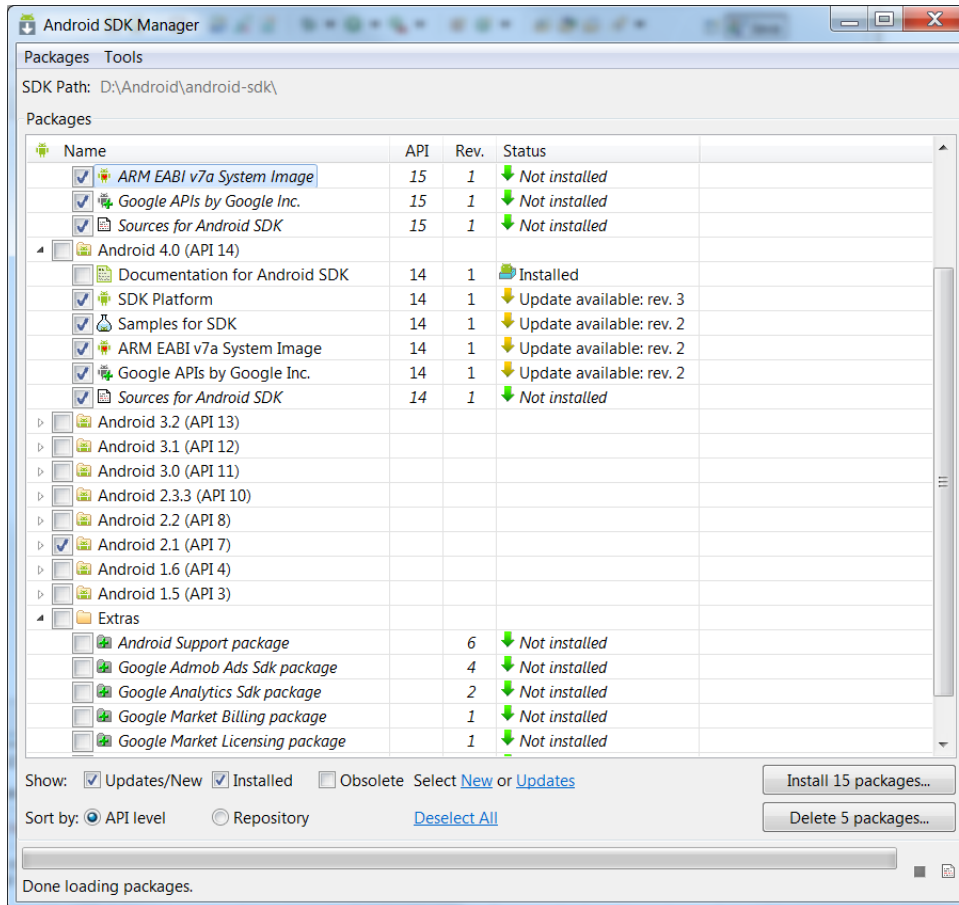 Android SDK Manager
Packages Tools
SDK Path: D:\Android\android-sdk\
Packages
Name API Rev. Status
ARM EABI v7a System Image 15 1 Not installed
Google APIs by Google Inc. 15 1 Not installed
Sources for Android SDK 15 1 Not installed
Android 4.0 (API 14)
Documentation for Android SDK 14 1 Installed
SDK Platform 14 1 Update available: rev. 3
Samples for SDK 14 1 Update available: rev. 2
ARM EABI v7a System Image 14 1 Update available: rev. 2
Google APIs by Google Inc. 14 1 Update available: rev. 2
Sources for Android SDK 14 1 Not installed
Android 3.2 (API 13)
Android 3.1 (API 12)
Android 3.0 (API 11)
Android 2.3.3 (API 10)
Android 2.2 (API 8)
Android 2.1 (API 7)
Android 1.6 (API 4)
Android 1.5 (API 3)
Extras
Android Support package 6 Not installed
Google Admob Ads Sdk package 4 Not installed
Google Analytics Sdk package 2 Not installed
Google Market Billing package 1 Not installed
Google Market Licensing package 1 Not installed
Show: Updates/New Installed Obsolete Select New or Updates Install 15 packages...
Sort by: API level Repository Deselect All Delete 5 packages...
Done loading packages.